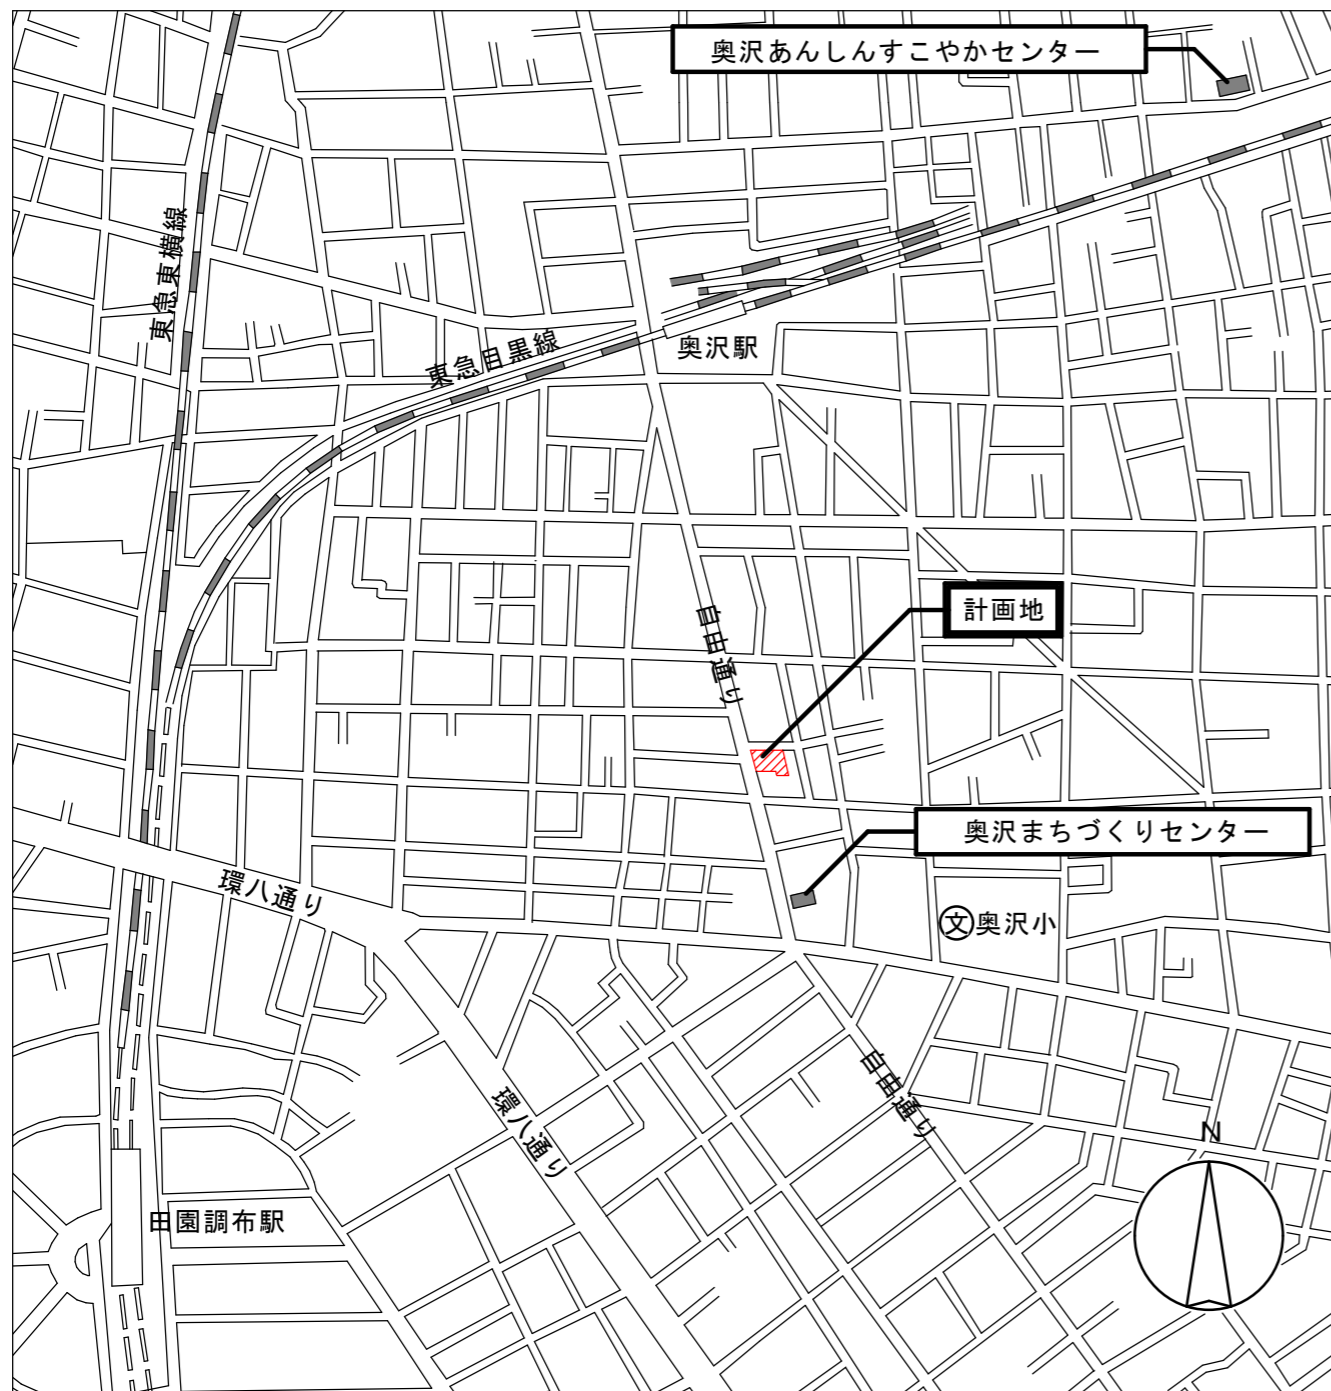 奥沢あんしんすこやかセンター
東急東横線
東急目黒線
奥沢駅
計画地
自由通り
奥沢まちづくりセンター
環八通り
文奥沢小
自由通り
環八通り
N
田園調布駅